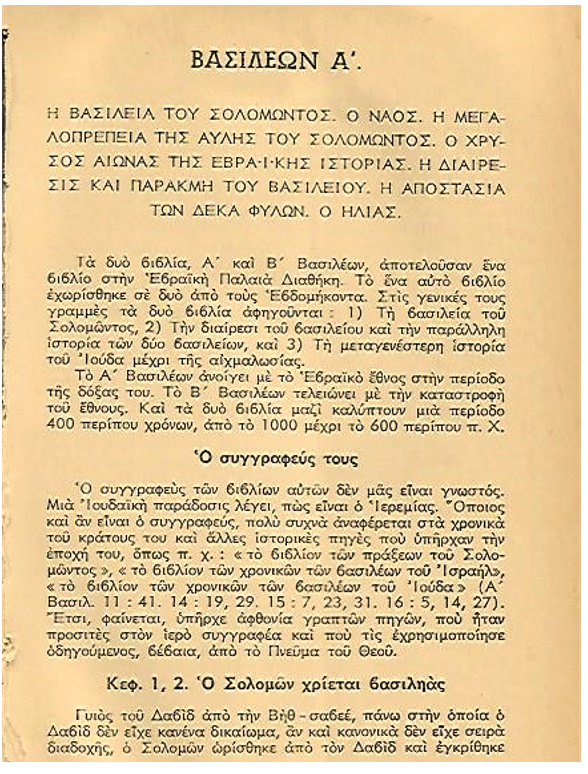 ΒΑΣΙΛΕΩΝ Α'.
Η ΒΑΣΙΛΕΙΑ ΤΟΥ ΣΟΛΟΜΩΝΤΟΣ. Ο ΝΑΟΣ. Η ΜΕΓΑ-
ΛΟΠΡΕΠΕΙΑ ΤΗΣ ΑΥΛΗΣ ΤΟΥ ΣΟΛΟΜΩΝΤΟΣ. Ο ΧΡΥ-
ΣΟΣ ΑΙΩΝΑΣ ΤΗΣ ΕΒΡΑ·Ι·ΚΗΣ ΙΣΤΟΡΙΑΣ. Η ΔΙΑΙΡΕ-
ΣΙΣ ΚΑΙ ΠΑΡΑΚΜΗ ΤΟΥ ΒΑΣΙΛΕΙΟΥ. Η ΑΠΟΣΤΑΣΙΑ
ΤΩΝ ΔΕΚΑ ΦΥΛΩΝ. Ο ΗΛΙΑΣ.
Τὰ δυὸ βιβλία, Α΄ καὶ Β΄ Βασιλέων, ἀποτελοῦσαν ἕνα
βιβλίο στὴν Ἑβραϊκὴ Παλαιὰ Διαθήκη. Τὸ ἕνα αὐτὸ βιβλίο
ἐχωρίσθηκε σὲ δυὸ ἀπὸ τοὺς Ἑβδομήκοντα. Στὶς γενικές τους
γραμμὲς τὰ δυὸ βιβλία ἀφηγοῦνται : 1) Τὴ βασιλεία τοῦ
Σολομῶντος, 2) Τὴν διαίρεσι τοῦ βασιλείου καὶ τὴν παράλληλη
ἱστορία τῶν δύο βασιλείων, καὶ 3) Τὴ μεταγενέστερη ἱστορία
τοῦ Ἰούδα μέχρι τῆς αἰχμαλωσίας.
Τὸ Α΄ Βασιλέων ἀνοίγει μὲ τὸ Ἑβραϊκὸ ἔθνος στὴν περίοδο
τῆς δόξας του. Τὸ Β΄ Βασιλέων τελειώνει μὲ τὴν καταστροφὴ
τοῦ ἔθνους. Καὶ τὰ δυὸ βιβλία μαζὶ καλύπτουν μιὰ περίοδο
400 περίπου χρόνων, ἀπὸ τὸ 1000 μέχρι τὸ 600 περίπου π. Χ.
Ὁ συγγραφεύς τους
Ὁ συγγραφεὺς τῶν βιβλίων αὐτῶν δὲν μᾶς εἶναι γνωστός.
Μιὰ Ἰουδαϊκὴ παράδοσις λέγει, πὼς εἶναι ὁ Ἱερεμίας. Ὅποιος
καὶ ἂν εἶναι ὁ συγγραφεύς, πολὺ συχνὰ ἀναφέρεται στὰ χρονικὰ
τοῦ κράτους του καὶ ἄλλες ἱστορικὲς πηγὲς ποὺ ὑπῆρχαν τὴν
ἐποχή του, ὅπως π. χ. : « τὸ βιβλίον τῶν πράξεων τοῦ Σολο-
μῶντος », « τὸ βιβλίον τῶν χρονικῶν τῶν βασιλέων τοῦ Ἰσραήλ»,
« τὸ βιβλίον τῶν χρονικῶν τῶν βασιλέων τοῦ Ἰούδα » (Α΄
Βασιλ. 11 : 41. 14 : 19, 29. 15 : 7, 23, 31. 16 : 5, 14, 27).
Ἔτσι, φαίνεται, ὑπῆρχε ἀφθονία γραπτῶν πηγῶν, ποὺ ἦταν
προσιτὲς στὸν ἱερὸ συγγραφέα καὶ ποὺ τὶς ἐχρησιμοποίησε
ὁδηγούμενος, βέβαια, ἀπὸ τὸ Πνεῦμα τοῦ Θεοῦ.
Κεφ. 1, 2. Ὁ Σολομὼν χρίεται βασιληὰς
Γυιὸς τοῦ Δαβὶδ ἀπὸ τὴν Βὴθ-σαβεέ, πάνω στὴν ὁποία ὁ
Δαβὶδ δὲν εἶχε κανένα δικαίωμα, ἂν καὶ κανονικὰ δὲν εἶχε σειρὰ
διαδοχῆς, ὁ Σολομὼν ὡρίσθηκε ἀπὸ τὸν Δαβὶδ καὶ ἐγκρίθηκε